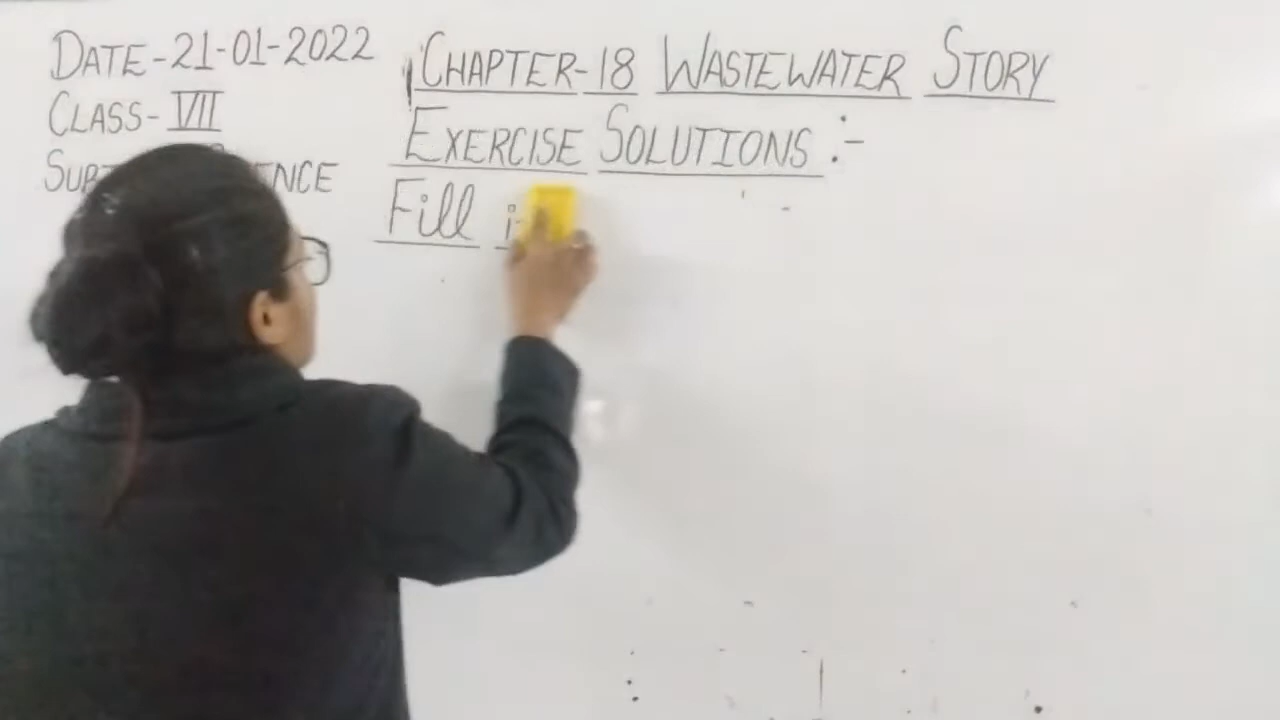 DATE-21-01-2022
CLASS-VII
CHAPTER-18 WASTEWATER STORY
EXERCISE SOLUTIONS :-
Fill